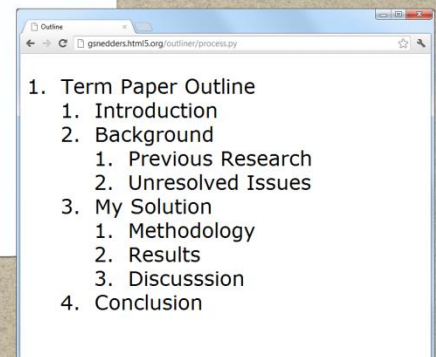 Outline
gsnedders.html5.org/outliner/process.py
1. Term Paper Outline
1. Introduction
2. Background
1. Previous Research
2. Unresolved Issues
3. My Solution
1. Methodology
2. Results
3. Discusssion
4. Conclusion